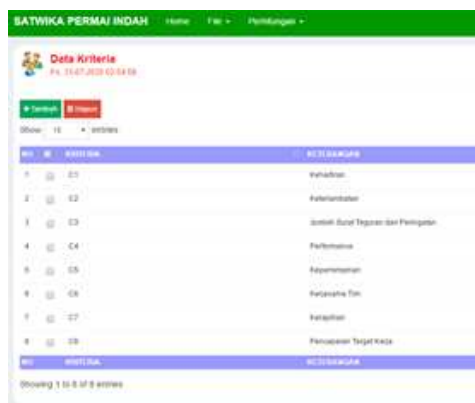 SATWIKA PERMAI INDAH Home File Perhitungan
Data Kriteria
+ Tambah Hapus
Show 10 entries
NO KRITERIA KETERANGAN
1 C1 Kehadiran
2 C2 Keterlambatan
3 C3 Jumlah Surat Teguran dan Peringatan
4 C4 Performance
5 C5 Kepemimpinan
6 C6 Kerjasama Tim
7 C7 Kerapihan
8 C8 Pencapaian Target Kerja
NO KRITERIA KETERANGAN
Showing 1 to 8 of 8 entries